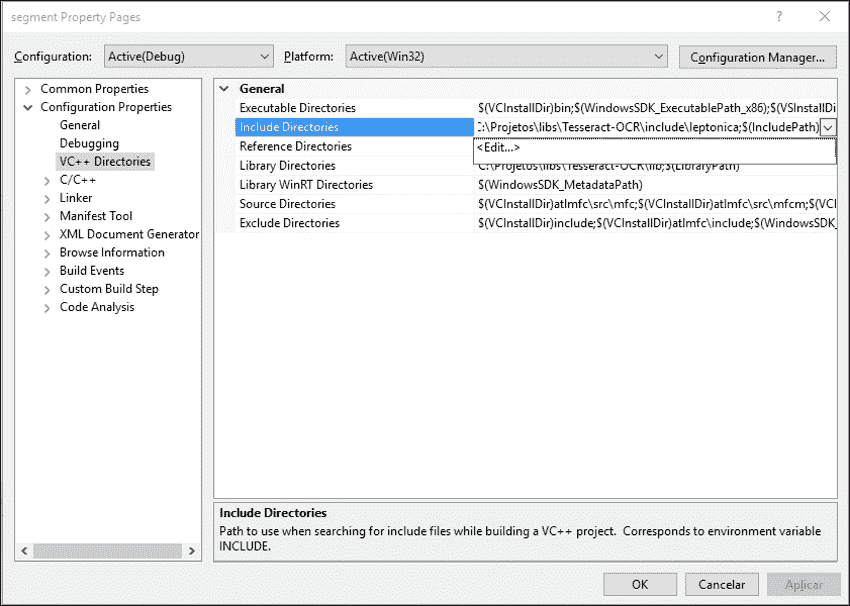 segment Property Pages
Configuration: Active(Debug) Platform: Active(Win32) Configuration Manager...
Common Properties
Configuration Properties
General
Debugging
VC++ Directories
C/C++
Linker
Manifest Tool
XML Document Generator
Browse Information
Build Events
Custom Build Step
Code Analysis
General
Executable Directories $(VCInstallDir)bin;$(WindowsSDK_ExecutablePath_x86);$(VSInstallDi
Include Directories C:\Projetos\libs\Tesseract-OCR\include\leptonica;$(IncludePath)
Reference Directories <Edit...>
Library Directories C:\Projetos\libs\Tesseract-OCR\lib;$(LibraryPath)
Library WinRT Directories $(WindowsSDK_MetadataPath)
Source Directories $(VCInstallDir)atlmfc\src\mfc;$(VCInstallDir)atlmfc\src\mfcm;$(VCI
Exclude Directories $(VCInstallDir)include;$(VCInstallDir)atlmfc\include;$(WindowsSDK_
Include Directories
Path to use when searching for include files while building a VC++ project. Corresponds to environment variable
INCLUDE.
OK Cancelar Aplicar